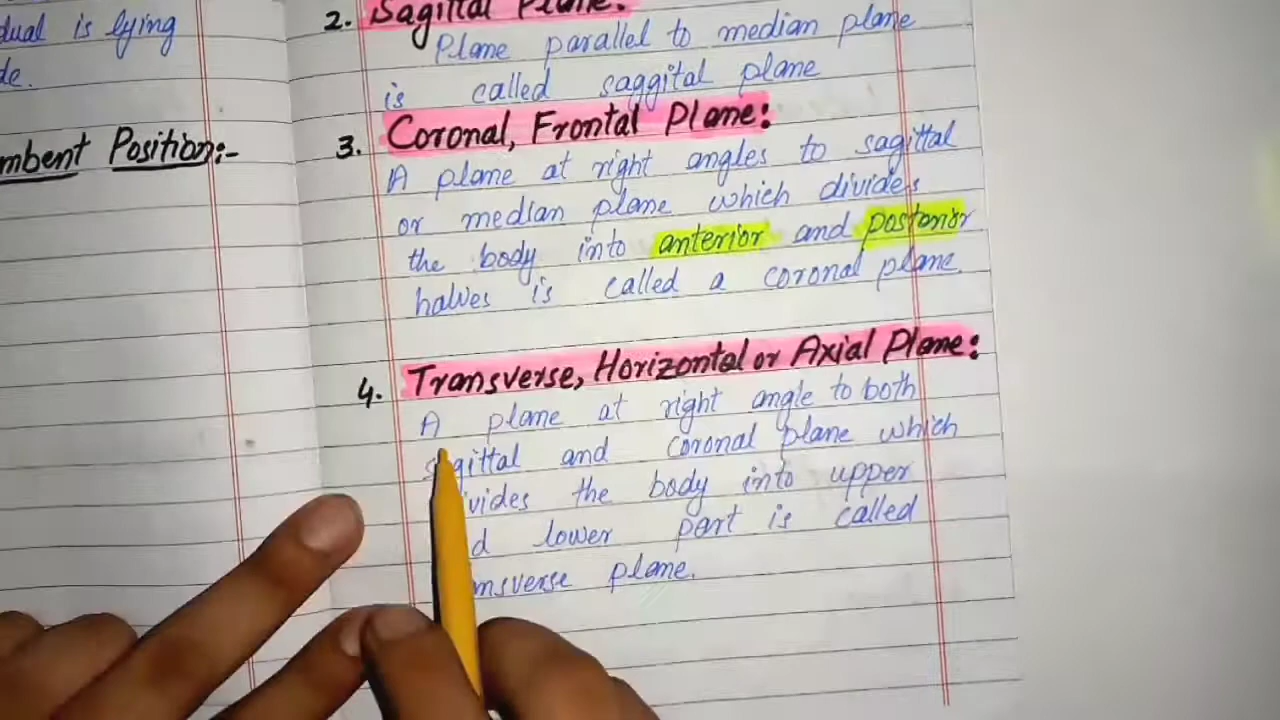 dual is lying
de.
mbent Position:-
2. Sagittal Plane:
Plane parallel to median plane
is called saggital plane
3. Coronal, Frontal Plane:
A plane at right angles to sagittal
or median plane which divides
the body into anterior and posterior
halves is called a coronal plane.
4. Transverse, Horizontal or Axial Plane:
A plane at right angle to both
sagittal and coronal plane which
vides the body into upper
d lower part is called
nsverse plane.